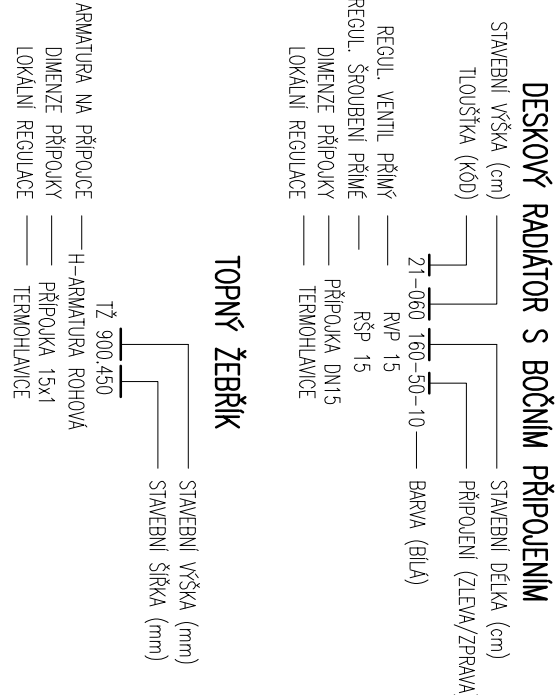 DESKOVÝ RADIÁTOR S BOČNÍM PŘIPOJENÍM
STAVEBNÍ VÝŠKA (cm)
STAVEBNÍ DÉLKA (cm)
TLOUŠŤKA (KÓD)
PŘIPOJENÍ (ZLEVA/ZPRAVA
21-060 160-50-10
BARVA (BÍLÁ)
REGUL. VENTIL PŘÍMÝ
RVP 15
REGUL. ŠROUBENÍ PŘÍMÉ
RŠP 15
DIMENZE PŘÍPOJKY
PŘÍPOJKA DN15
LOKÁLNÍ REGULACE
TERMOHLAVICE
TOPNÝ ŽEBŘÍK
STAVEBNÍ VÝŠKA (mm)
STAVEBNÍ ŠÍŘKA (mm)
TŽ 900.450
ARMATURA NA PŘÍPOJCE
H-ARMATURA ROHOVÁ
DIMENZE PŘÍPOJKY
PŘÍPOJKA 15x1
LOKÁLNÍ REGULACE
TERMOHLAVICE